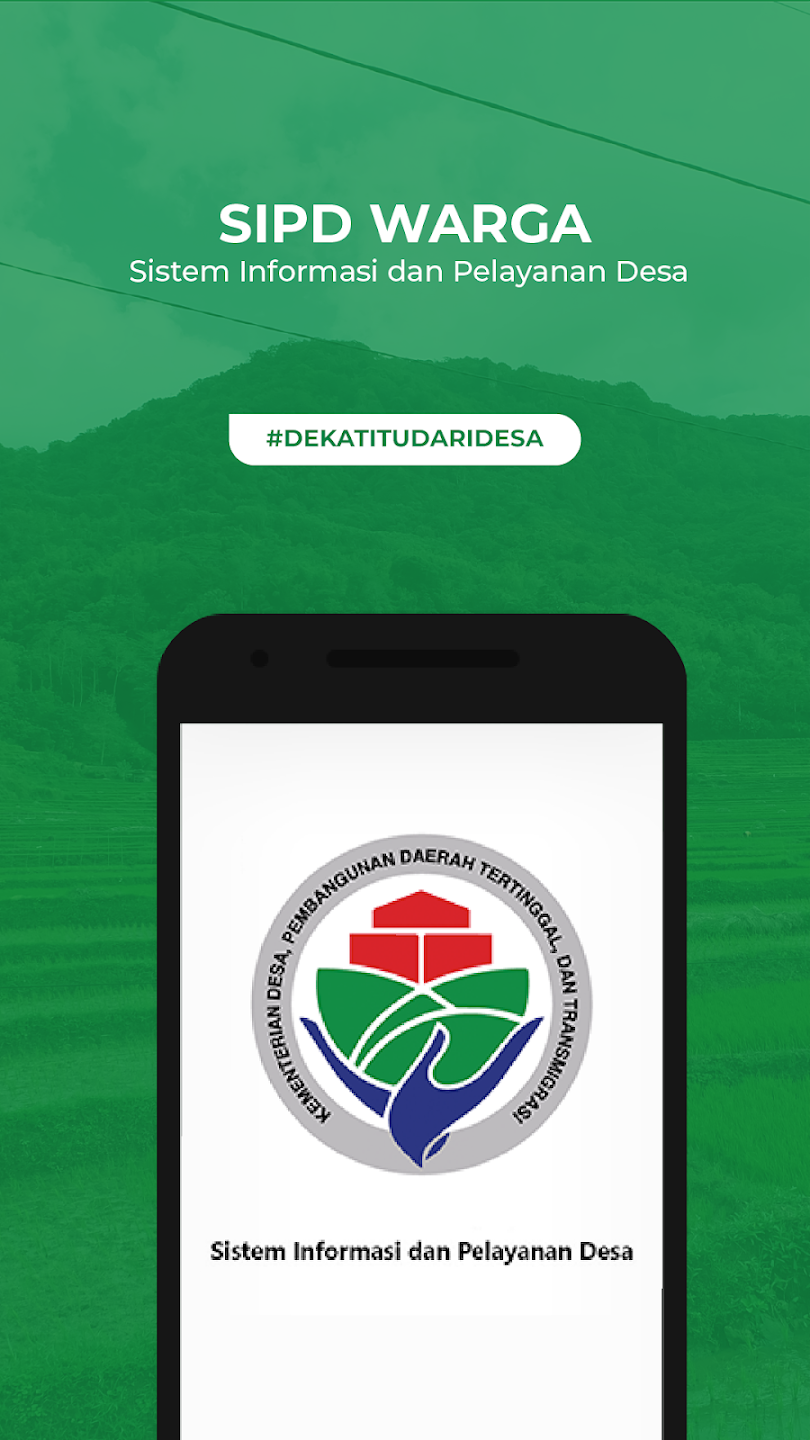 SIPD WARGA
Sistem Informasi dan Pelayanan Desa
#DEKATITUDARIDESA
KEMENTERIAN DESA, PEMBANGUNAN DAERAH TERTINGGAL, DAN TRANSMIGRASI
Sistem Informasi dan Pelayanan Desa